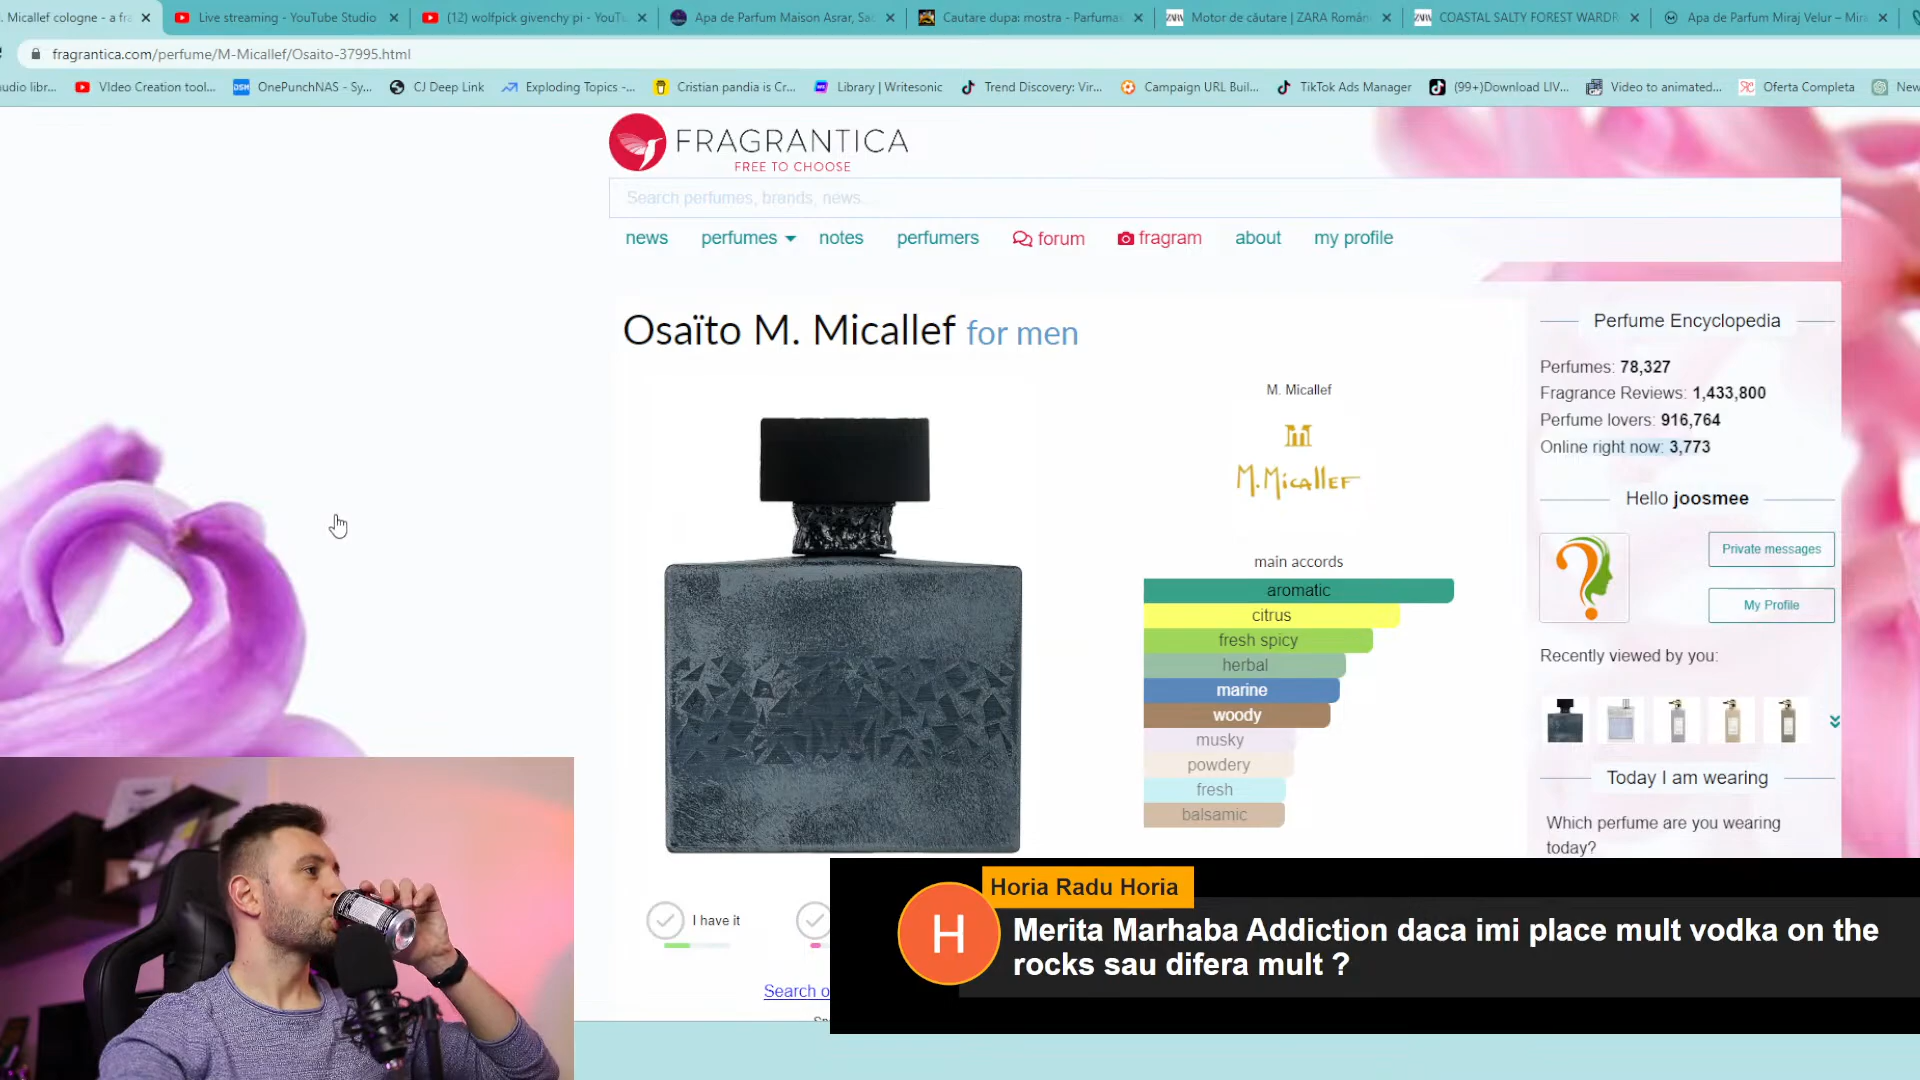 . Micallef cologne - a fra
Live streaming - YouTube Studio
(12) wolfpick givenchy pi - YouTu
Apa de Parfum Maison Asrar, Sac
Cautare dupa: mostra - Parfuma
Motor de căutare | ZARA Român
COASTAL SALTY FOREST WARDR
Apa de Parfum Miraj Velur – Mira
fragrantica.com/perfume/M-Micallef/Osaito-37995.html
udio libr...
VIdeo Creation tool...
OnePunchNAS - Sy...
CJ Deep Link
Exploding Topics -...
Cristian pandia is Cr...
Library | Writesonic
Trend Discovery: Vir...
Campaign URL Buil...
TikTok Ads Manager
(99+)Download LIV...
Video to animated...
Oferta Completa
New
FRAGRANTICA
FREE TO CHOOSE
Search perfumes, brands, news...
news perfumes notes perfumers forum fragram about my profile
Osaïto M. Micallef for men
M. Micallef
M.Micallef
main accords
aromatic
citrus
fresh spicy
herbal
marine
woody
musky
powdery
fresh
balsamic
I have it
Search o
Perfume Encyclopedia
Perfumes: 78,327
Fragrance Reviews: 1,433,800
Perfume lovers: 916,764
Online right now: 3,773
Hello joosmee
Private messages
My Profile
Recently viewed by you:
Today I am wearing
Which perfume are you wearing
today?
Horia Radu Horia
H
Merita Marhaba Addiction daca imi place mult vodka on the
rocks sau difera mult ?